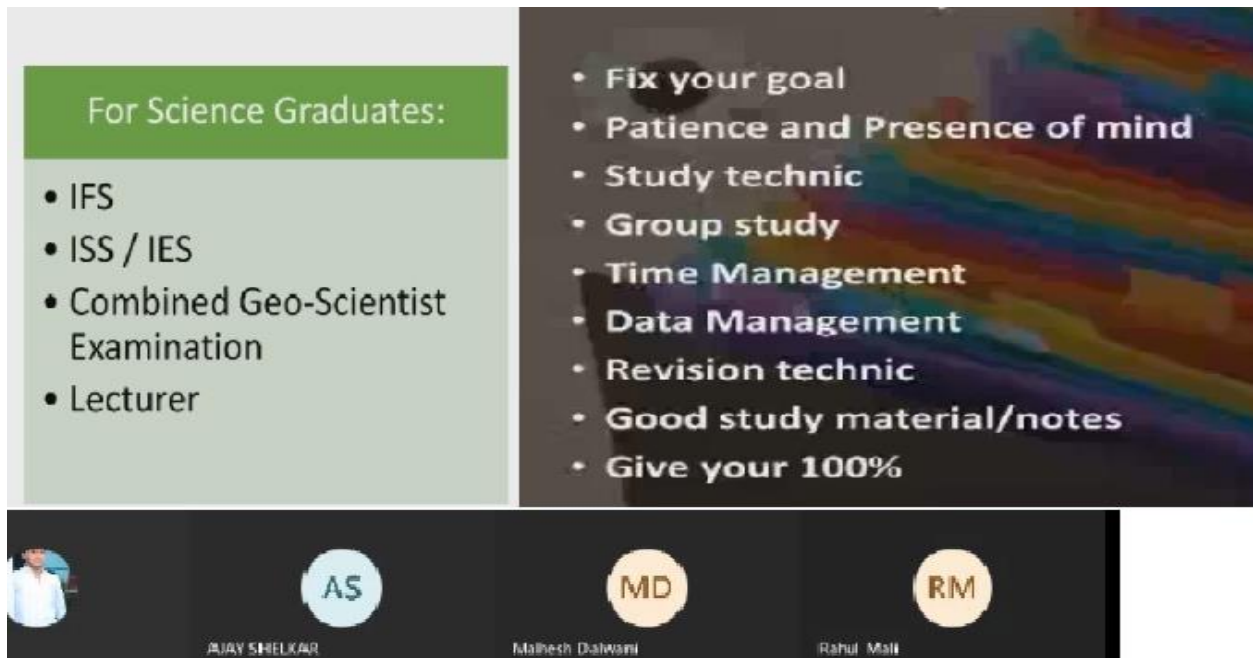 For Science Graduates:
• IFS
• ISS / IES
• Combined Geo-Scientist
Examination
• Lecturer
• Fix your goal
• Patience and Presence of mind
• Study technic
• Group study
• Time Management
• Data Management
• Revision technic
• Good study material/notes
• Give your 100%
AS
AJAY SHELKAR
MD
Malhesh Dalwani
RM
Rahul Mali